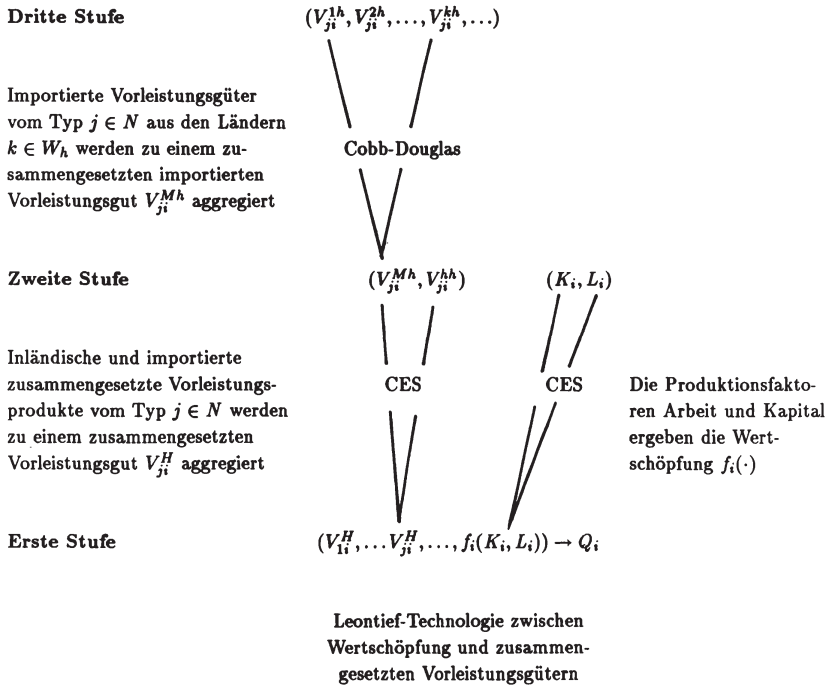 Dritte Stufe
(V_{ji}^{1h}, V_{ji}^{2h}, ..., V_{ji}^{kh}, ...)
Importierte Vorleistungsgüter
vom Typ j ∈ N aus den Ländern
k ∈ W_h werden zu einem zu-
sammengesetzten importierten
Vorleistungsgut V_{ji}^{Mh} aggregiert
Cobb-Douglas
Zweite Stufe
(V_{ji}^{Mh}, V_{ji}^{hh})
(K_i, L_i)
Inländische und importierte
zusammengesetzte Vorleistungs-
produkte vom Typ j ∈ N werden
zu einem zusammengesetzten
Vorleistungsgut V_{ji}^{H} aggregiert
CES
CES
Die Produktionsfakto-
ren Arbeit und Kapital
ergeben die Wert-
schöpfung f_i(·)
Erste Stufe
(V_{1i}^{H}, ... V_{ji}^{H}, ..., f_i(K_i, L_i)) → Q_i
Leontief-Technologie zwischen
Wertschöpfung und zusammen-
gesetzten Vorleistungsgütern